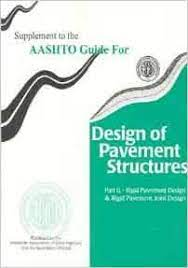 Supplement to the
AASHTO Guide For
Design of
Pavement
Structures
Part II, - Rigid Pavement Design
& Rigid Pavement Joint Design